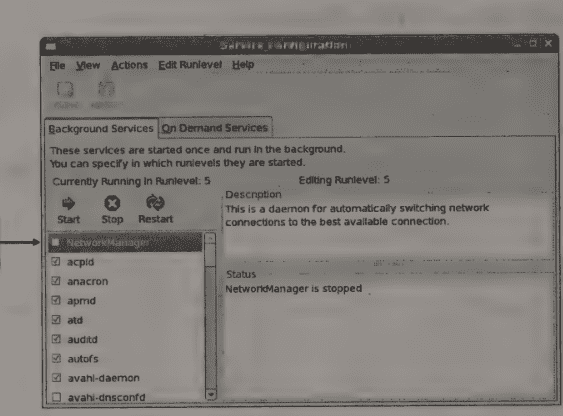 Service Configuration
File View Actions Edit Runlevel Help
Background Services On Demand Services
These services are started once and run in the background.
You can specify in which runlevels they are started.
Currently Running in Runlevel: 5 Editing Runlevel: 5
Start Stop Restart
Description
This is a daemon for automatically switching network
connections to the best available connection.
NetworkManager
acpid
anacron
apmd
atd
auditd
autofs
avahi-daemon
avahi-dnsconfd
Status
NetworkManager is stopped